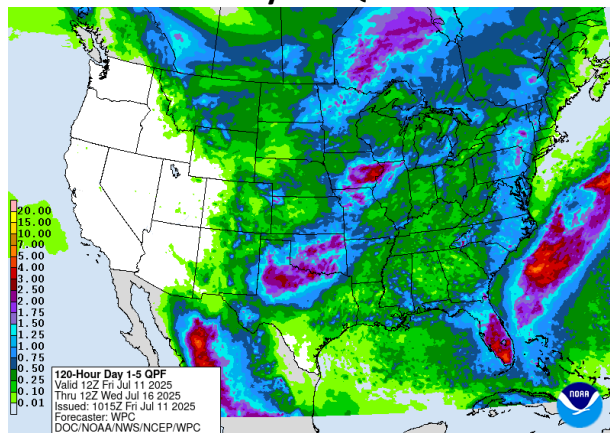 20.00
15.00
10.00
7.00
5.00
4.00
3.00
2.50
2.00
1.75
1.50
1.25
1.00
0.75
0.50
0.25
0.10
0.01
120-Hour Day 1-5 QPF
Valid 12Z Fri Jul 11 2025
Thru 12Z Wed Jul 16 2025
Issued: 1015Z Fri Jul 11 2025
Forecaster: WPC
DOC/NOAA/NWS/NCEP/WPC
NOAA